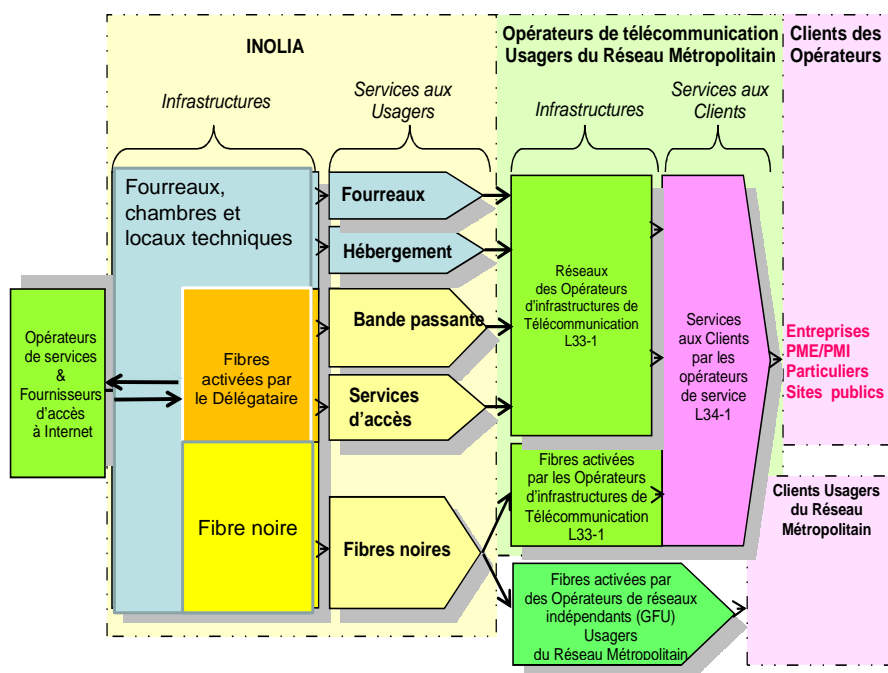 INOLIA
Opérateurs de télécommunication
Usagers du Réseau Métropolitain
Clients des
Opérateurs
Infrastructures
Services aux
Usagers
Infrastructures
Services aux
Clients
Fourreaux,
chambres et
locaux techniques
Fourreaux
Hébergement
Bande passante
Services
d'accès
Fibres noires
Opérateurs
de services
&
Fournisseurs
d'accès
à Internet
Fibres
activées par
le Délégataire
Fibre noire
Réseaux
des Opérateurs
d'infrastructures de
Télécommunication
L33-1
Services
aux Clients
par les
opérateurs
de service
L34-1
Entreprises
PME/PMI
Particuliers
Sites publics
Fibres activées
par les Opérateurs
d'infrastructures de
Télécommunication
L33-1
Clients Usagers
du Réseau
Métropolitain
Fibres activées par
des Opérateurs de réseaux
indépendants (GFU)
Usagers
du Réseau Métropolitain